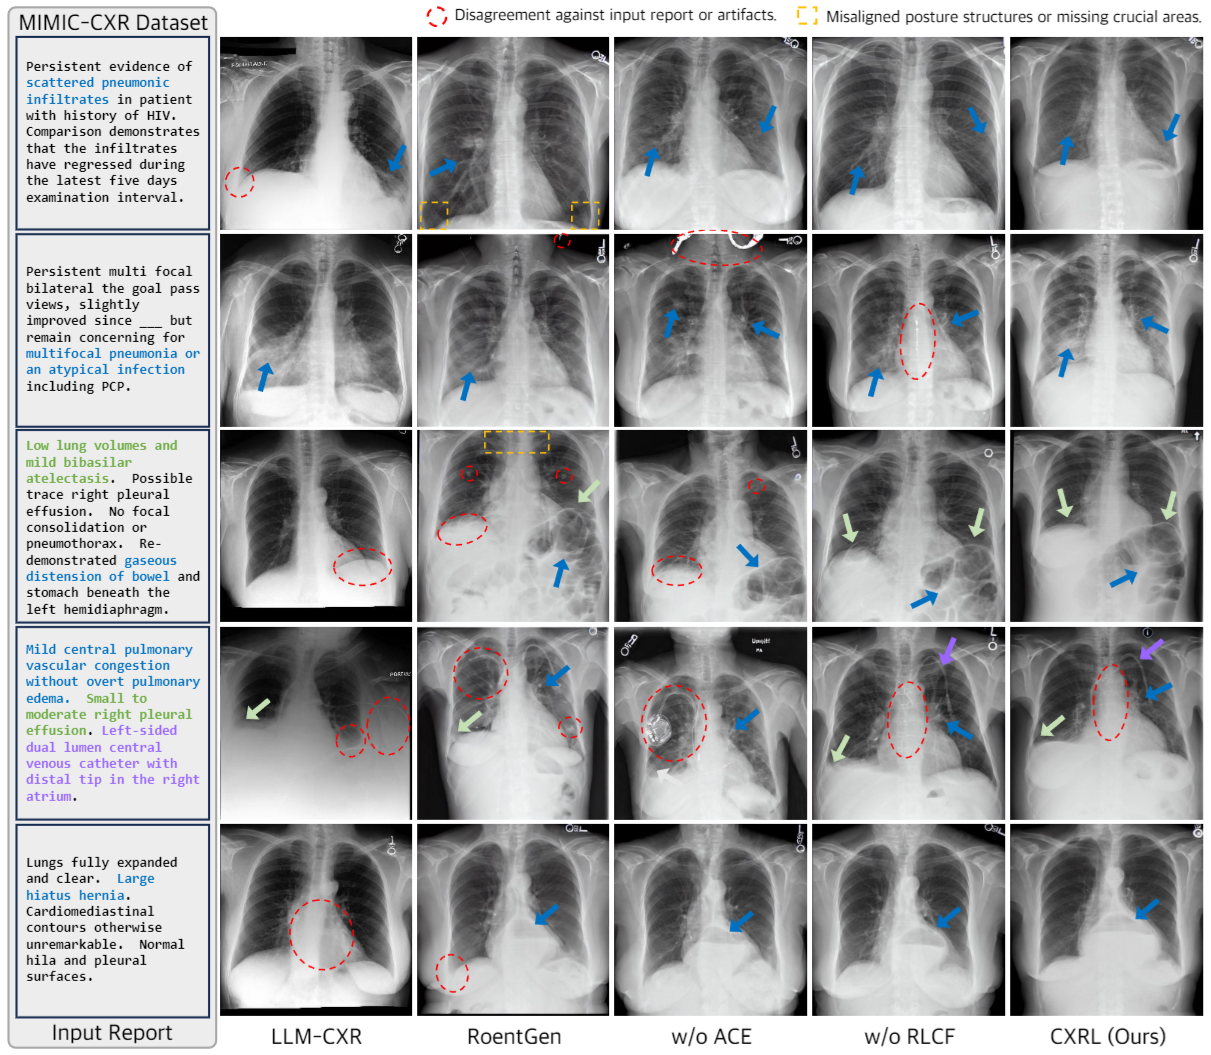 MIMIC-CXR Dataset
Disagreement against input report or artifacts.
Misaligned posture structures or missing crucial areas.
Persistent evidence of
scattered pneumonic
infiltrates in patient
with history of HIV.
Comparison demonstrates
that the infiltrates
have regressed during
the latest five days
examination interval.
Persistent multi focal
bilateral the goal pass
views, slightly
improved since ___ but
remain concerning for
multifocal pneumonia or
an atypical infection
including PCP.
Low lung volumes and
mild bibasilar
atelectasis.  Possible
trace right pleural
effusion.  No focal
consolidation or
pneumothorax.  Re-
demonstrated gaseous
distension of bowel and
stomach beneath the
left hemidiaphragm.
Mild central pulmonary
vascular congestion
without overt pulmonary
edema.  Small to
moderate right pleural
effusion. Left-sided
dual lumen central
venous catheter with
distal tip in the right
atrium.
Lungs fully expanded
and clear.  Large
hiatus hernia.
Cardiomediastinal
contours otherwise
unremarkable.  Normal
hila and pleural
surfaces.
Input Report
LLM-CXR
RoentGen
w/o ACE
w/o RLCF
CXRL (Ours)